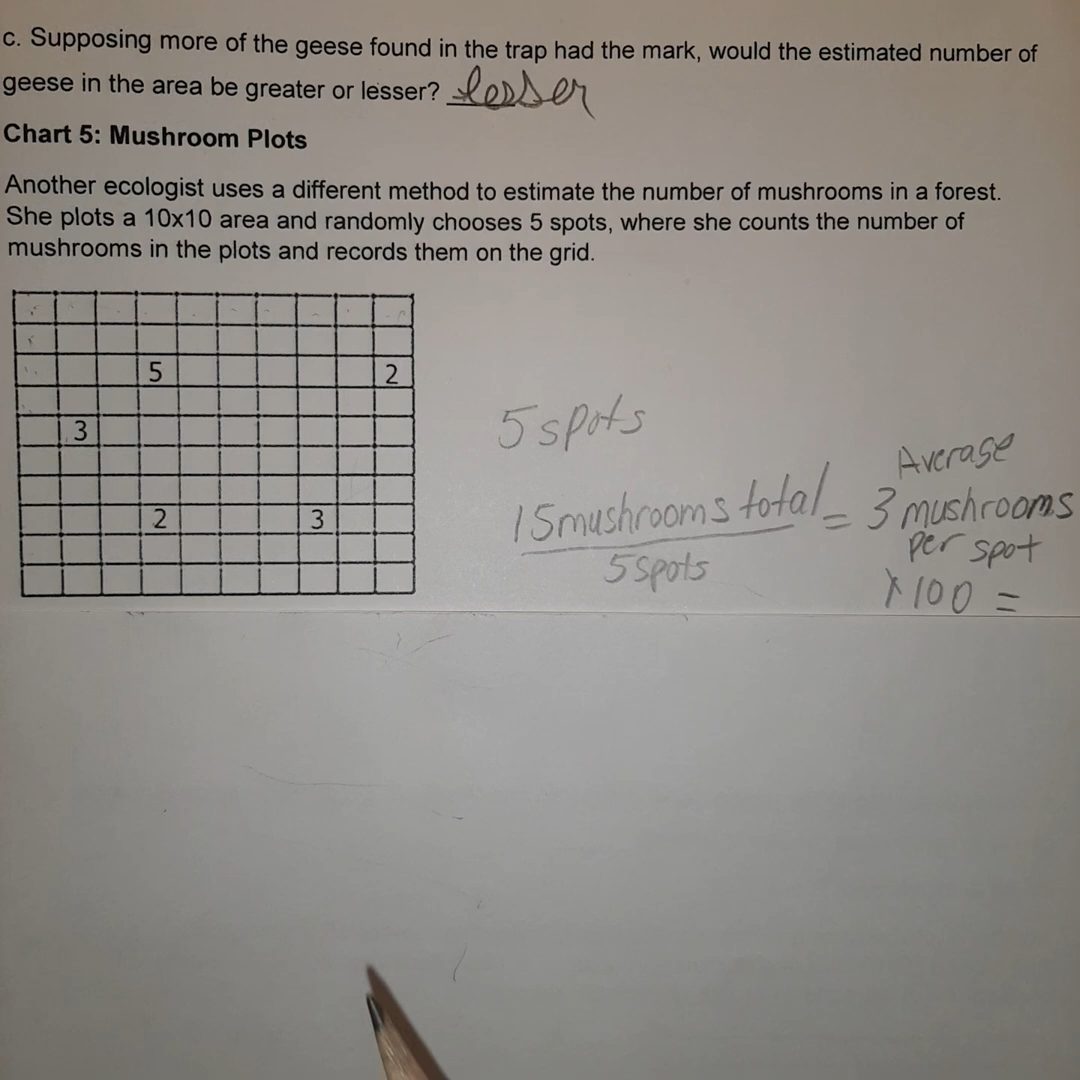 c. Supposing more of the geese found in the trap had the mark, would the estimated number of
geese in the area be greater or lesser? lesser
Chart 5: Mushroom Plots
Another ecologist uses a different method to estimate the number of mushrooms in a forest.
She plots a 10x10 area and randomly chooses 5 spots, where she counts the number of
mushrooms in the plots and records them on the grid.
5 2
3
2 3
5 spots
15 mushrooms total = Average
5 spots
3 mushrooms
per spot
x 100 =